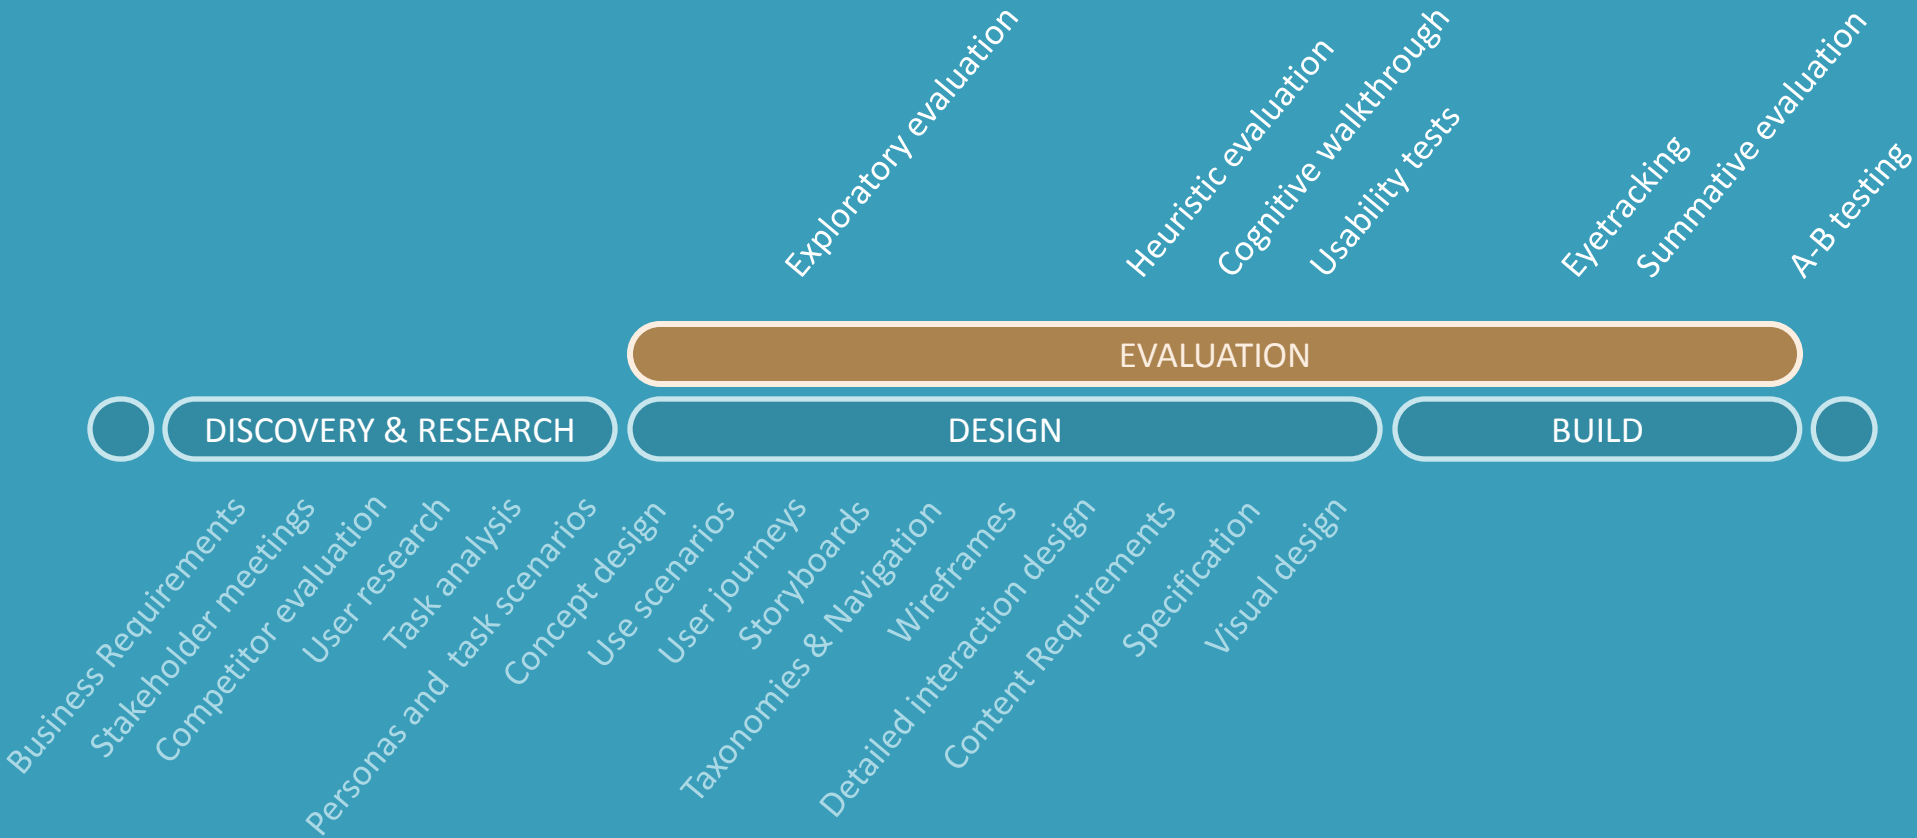 Exploratory evaluation
Heuristic evaluation
Cognitive walkthrough
Usability tests
Eyetracking
Summative evaluation
A-B testing
EVALUATION
DISCOVERY & RESEARCH
DESIGN
BUILD
Business Requirements
Stakeholder meetings
Competitor evaluation
User research
Task analysis
Personas and task scenarios
Concept design
Use scenarios
User journeys
Storyboards
Taxonomies & Navigation
Wireframes
Detailed interaction design
Content Requirements
Specification
Visual design